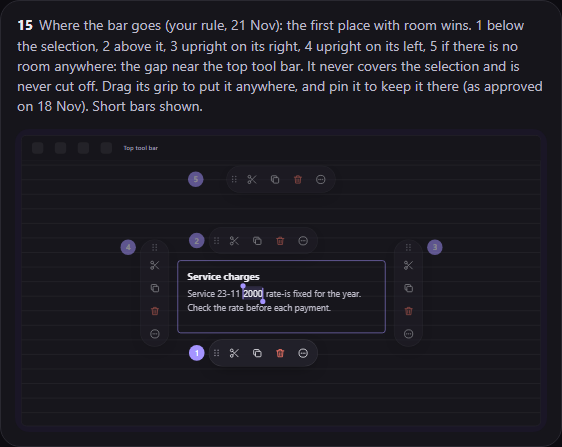 15 Where the bar goes (your rule, 21 Nov): the first place with room wins. 1 below
the selection, 2 above it, 3 upright on its right, 4 upright on its left, 5 if there is no
room anywhere: the gap near the top tool bar. It never covers the selection and is
never cut off. Drag its grip to put it anywhere, and pin it to keep it there (as approved
on 18 Nov). Short bars shown.
Top tool bar
5
2
4
3
Service charges
Service 23-11 2000 rate-is fixed for the year.
Check the rate before each payment.
1